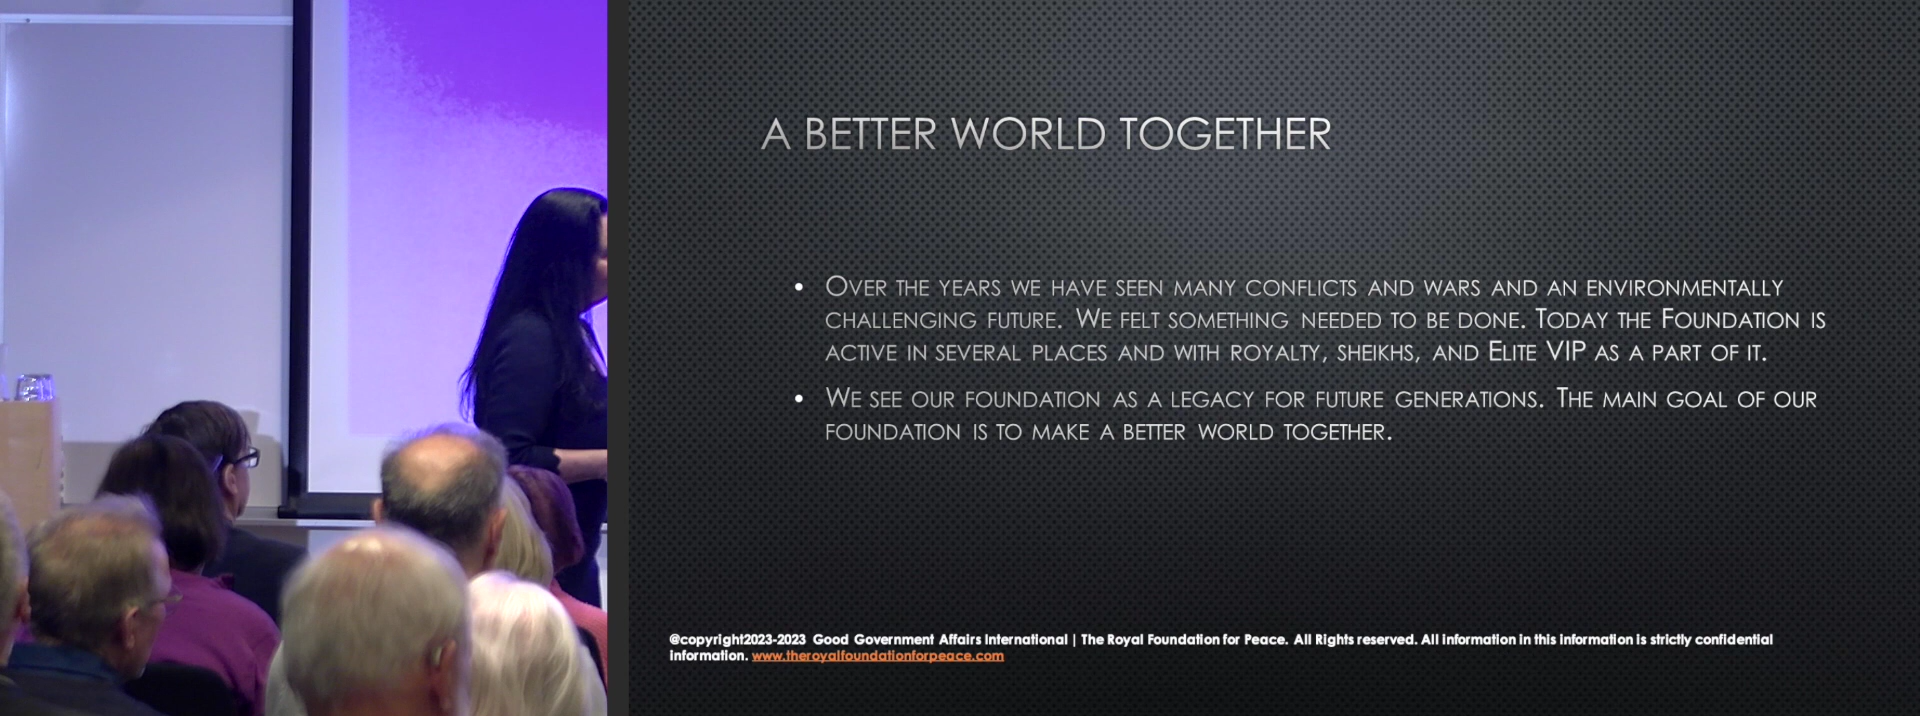 A BETTER WORLD TOGETHER
• OVER THE YEARS WE HAVE SEEN MANY CONFLICTS AND WARS AND AN ENVIRONMENTALLY
CHALLENGING FUTURE. WE FELT SOMETHING NEEDED TO BE DONE. TODAY THE FOUNDATION IS
ACTIVE IN SEVERAL PLACES AND WITH ROYALTY, SHEIKHS, AND ELITE VIP AS A PART OF IT.
• WE SEE OUR FOUNDATION AS A LEGACY FOR FUTURE GENERATIONS. THE MAIN GOAL OF OUR
FOUNDATION IS TO MAKE A BETTER WORLD TOGETHER.
@copyright2023-2023 Good Government Affairs International | The Royal Foundation for Peace. All Rights reserved. All information in this information is strictly confidential
information. www.theroyalfoundationforpeace.com